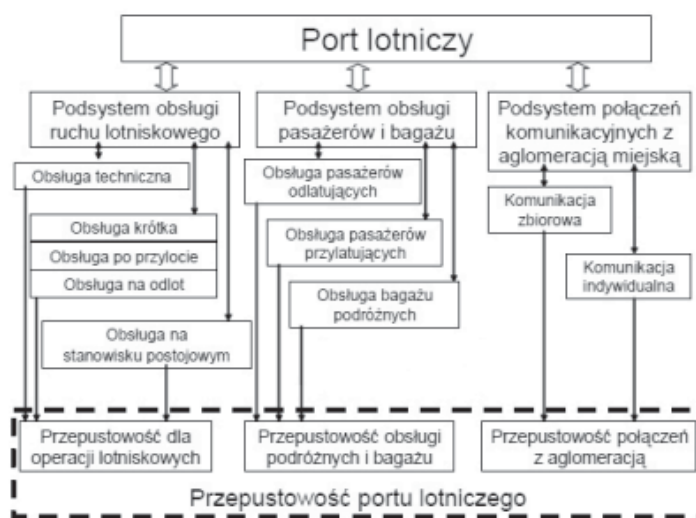 Port lotniczy
Podsystem obsługi
ruchu lotniskowego
Podsystem obsługi
pasażerów i bagażu
Podsystem połączeń
komunikacyjnych z
aglomeracją miejską
Obsługa techniczna
Obsługa krótka
Obsługa po przylocie
Obsługa na odlot
Obsługa na
stanowisku postojowym
Obsługa pasażerów
odlatujących
Obsługa pasażerów
przylatujących
Obsługa bagażu
podróżnych
Komunikacja
zbiorowa
Komunikacja
indywidualna
Przepustowość dla
operacji lotniskowych
Przepustowość obsługi
podróżnych i bagażu
Przepustowość połączeń
z aglomeracją
Przepustowość portu lotniczego